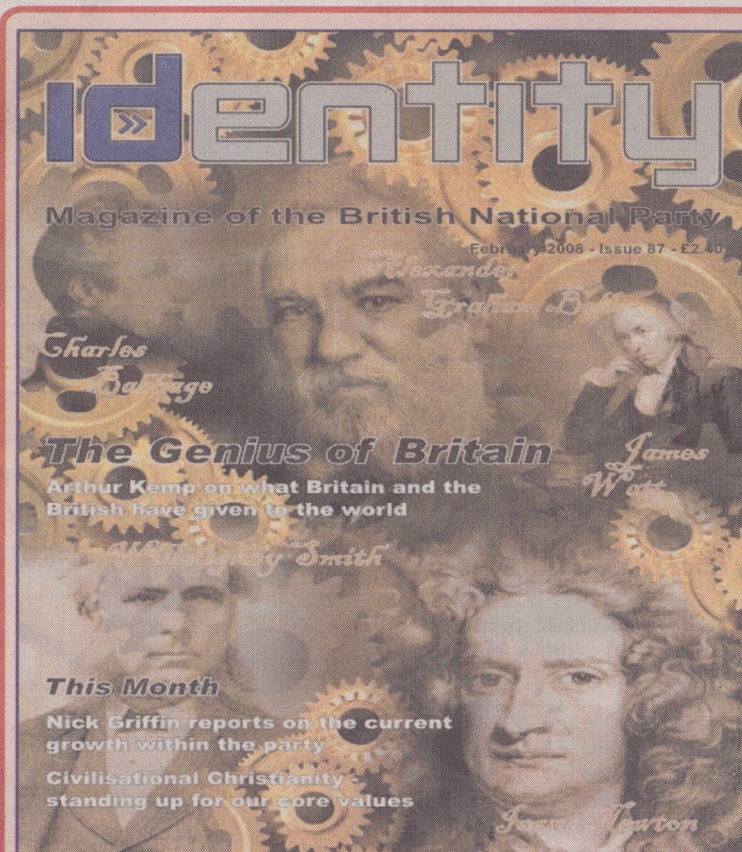 identity
Magazine of the British National Party
February 2008 - Issue 87 - £2.40
Alexander
Graham Bell
Charles
Babbage
James
Watt
The Genius of Britain
Arthur Kemp on what Britain and the
British have given to the world
Smith
This Month
Nick Griffin reports on the current
growth within the party
Civilisational Christianity -
standing up for our core values
Isaac Newton